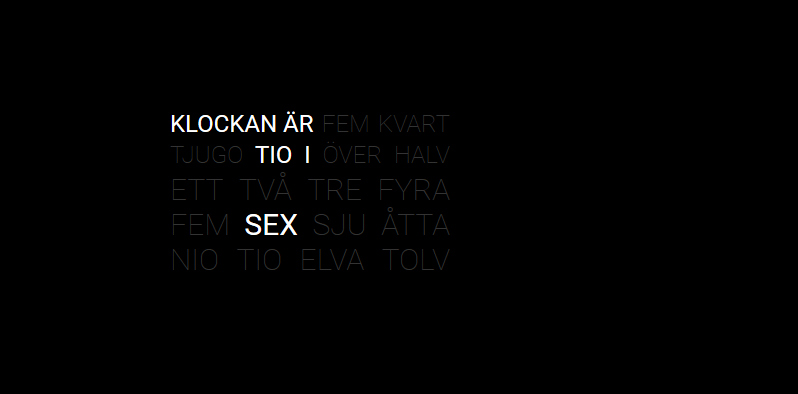 KLOCKAN ÄR FEM KVART
TJUGO TIO I ÖVER HALV
ETT TVÅ TRE FYRA
FEM SEX SJU ÅTTA
NIO TIO ELVA TOLV